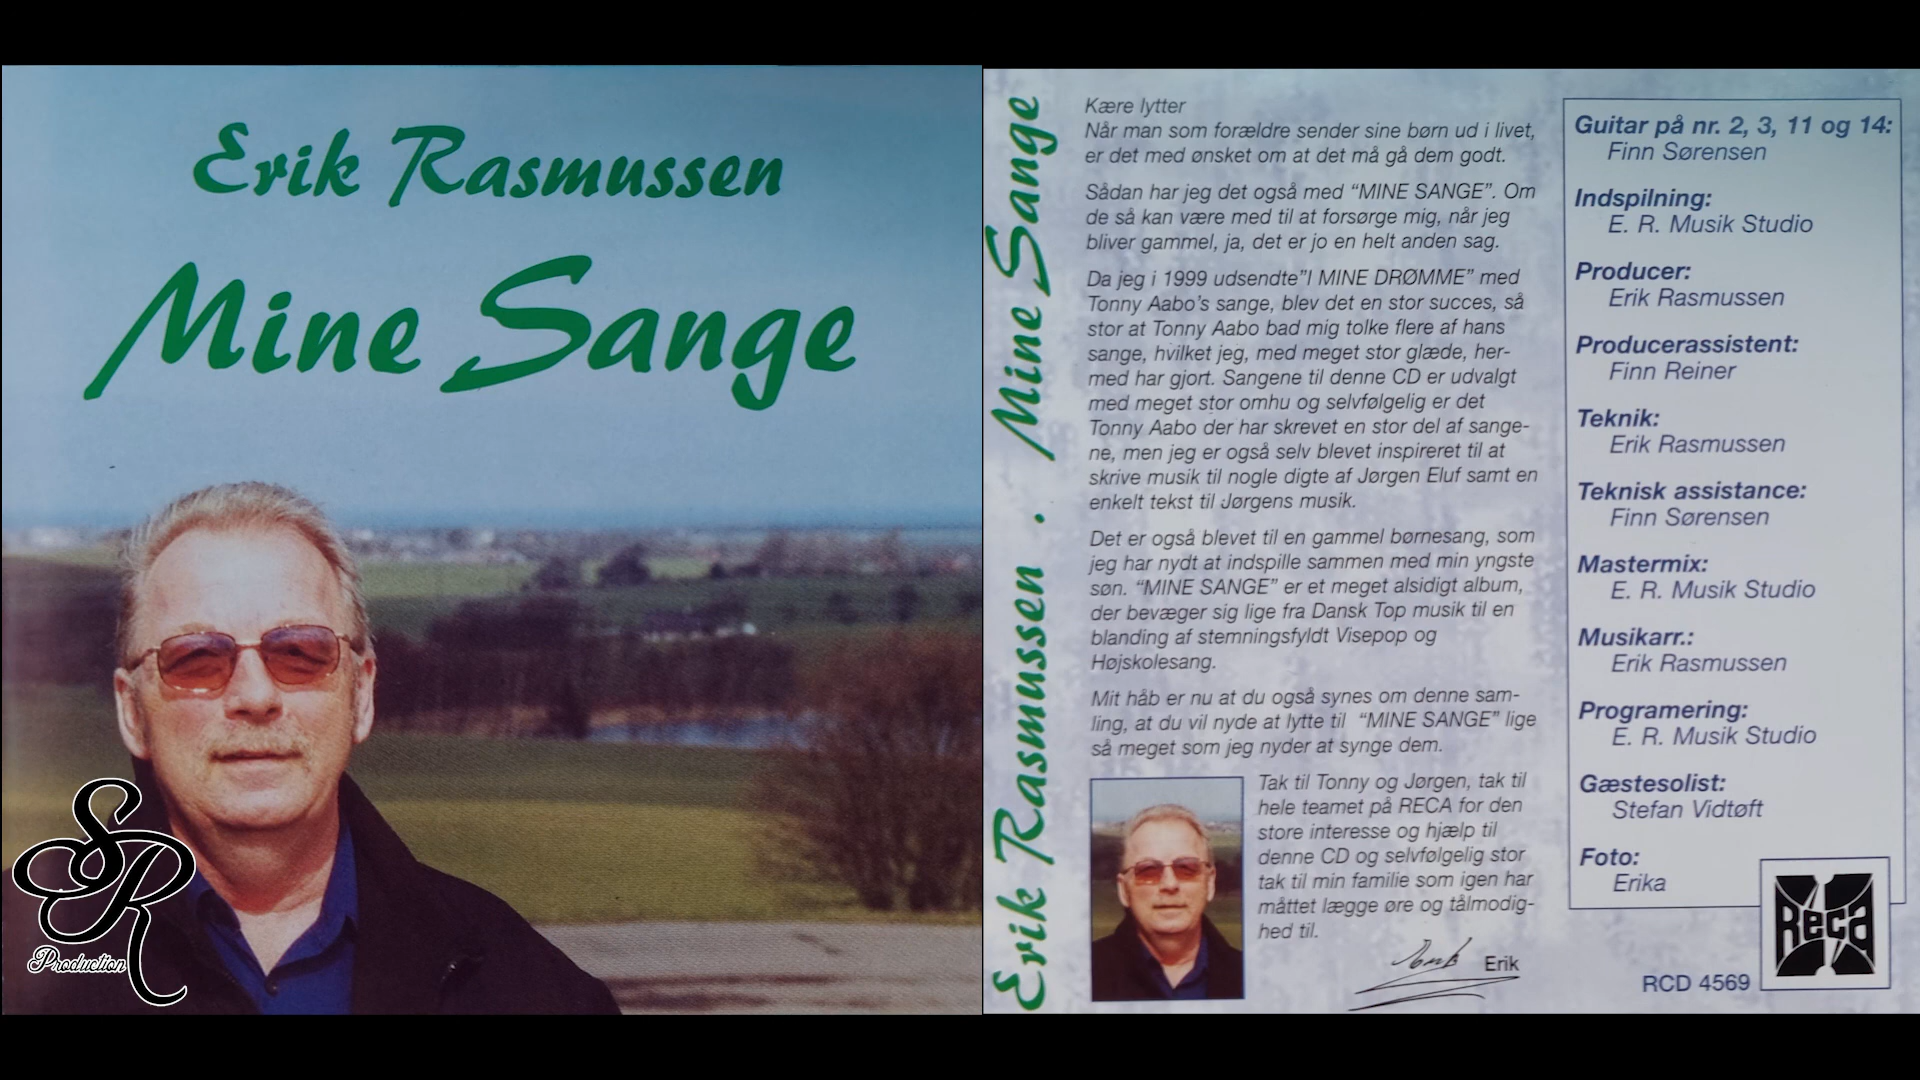 Erik Rasmussen
Mine Sange
SR
Production
Erik Rasmussen . Mine Sange
Kære lytter
Når man som forældre sender sine børn ud i livet,
er det med ønsket om at det må gå dem godt.
Sådan har jeg det også med “MINE SANGE”. Om
de så kan være med til at forsørge mig, når jeg
bliver gammel, ja, det er jo en helt anden sag.
Da jeg i 1999 udsendte”I MINE DRØMME” med
Tonny Aabo's sange, blev det en stor succes, så
stor at Tonny Aabo bad mig tolke flere af hans
sange, hvilket jeg, med meget stor glæde, her-
med har gjort. Sangene til denne CD er udvalgt
med meget stor omhu og selvfølgelig er det
Tonny Aabo der har skrevet en stor del af sange-
ne, men jeg er også selv blevet inspireret til at
skrive musik til nogle digte af Jørgen Eluf samt en
enkelt tekst til Jørgens musik.
Det er også blevet til en gammel børnesang, som
jeg har nydt at indspille sammen med min yngste
søn. “MINE SANGE” er et meget alsidigt album,
der bevæger sig lige fra Dansk Top musik til en
blanding af stemningsfyldt Visepop og
Højskolesang.
Mit håb er nu at du også synes om denne sam-
ling, at du vil nyde at lytte til “MINE SANGE” lige
så meget som jeg nyder at synge dem.
Tak til Tonny og Jørgen, tak til
hele teamet på RECA for den
store interesse og hjælp til
denne CD og selvfølgelig stor
tak til min familie som igen har
måttet lægge øre og tålmodig-
hed til.
Erik
Guitar på nr. 2, 3, 11 og 14:
Finn Sørensen
Indspilning:
E. R. Musik Studio
Producer:
Erik Rasmussen
Producerassistent:
Finn Reiner
Teknik:
Erik Rasmussen
Teknisk assistance:
Finn Sørensen
Mastermix:
E. R. Musik Studio
Musikarr.:
Erik Rasmussen
Programering:
E. R. Musik Studio
Gæstesolist:
Stefan Vidtøft
Foto:
Erika
Reca
RCD 4569